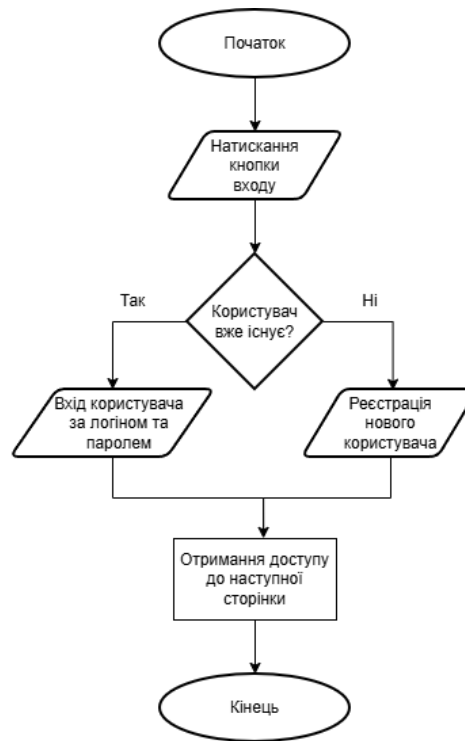 Початок
Натискання
кнопки
входу
Так
Ні
Користувач
вже існує?
Вхід користувача
за логіном та
паролем
Реєстрація
нового
користувача
Отримання доступу
до наступної
сторінки
Кінець